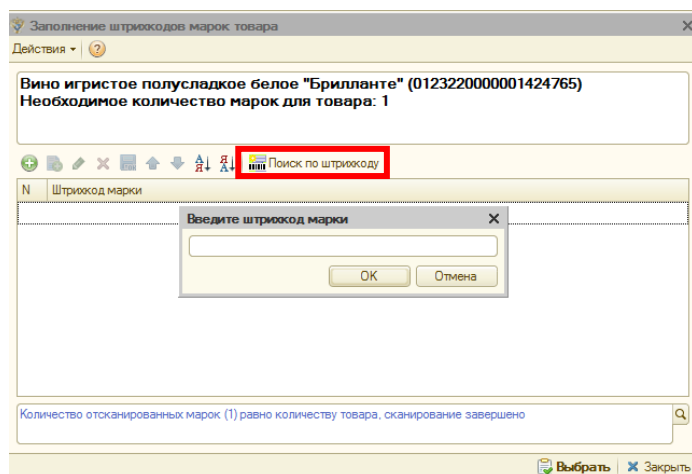 Заполнение штрихкодов марок товара
Действия
Вино игристое полусладкое белое "Брилланте" (0123220000001424765)
Необходимое количество марок для товара: 1
Поиск по штрихкоду
N Штрихкод марки
Введите штрихкод марки
OK Отмена
Количество отсканированных марок (1) равно количеству товара, сканирование завершено
Выбрать Закрыть